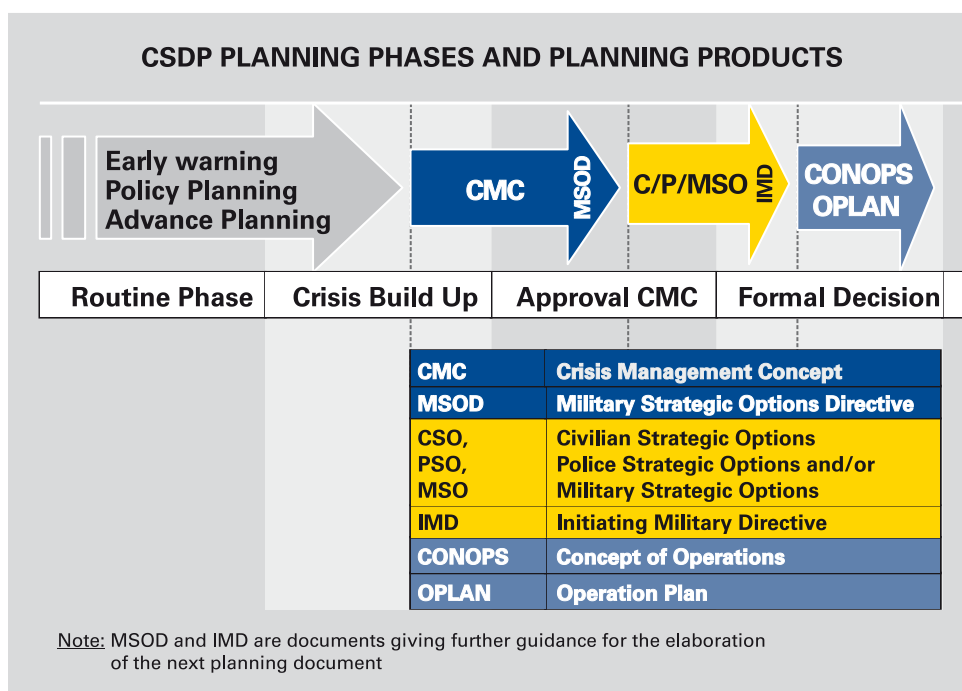 CSDP PLANNING PHASES AND PLANNING PRODUCTS
Early warning
Policy Planning
Advance Planning
CMC
MSOD
C/P/MSO
IMD
CONOPS
OPLAN
Routine Phase
Crisis Build Up
Approval CMC
Formal Decision
CMC Crisis Management Concept
MSOD Military Strategic Options Directive
CSO, Civilian Strategic Options
PSO, Police Strategic Options and/or
MSO Military Strategic Options
IMD Initiating Military Directive
CONOPS Concept of Operations
OPLAN Operation Plan
Note: MSOD and IMD are documents giving further guidance for the elaboration
of the next planning document